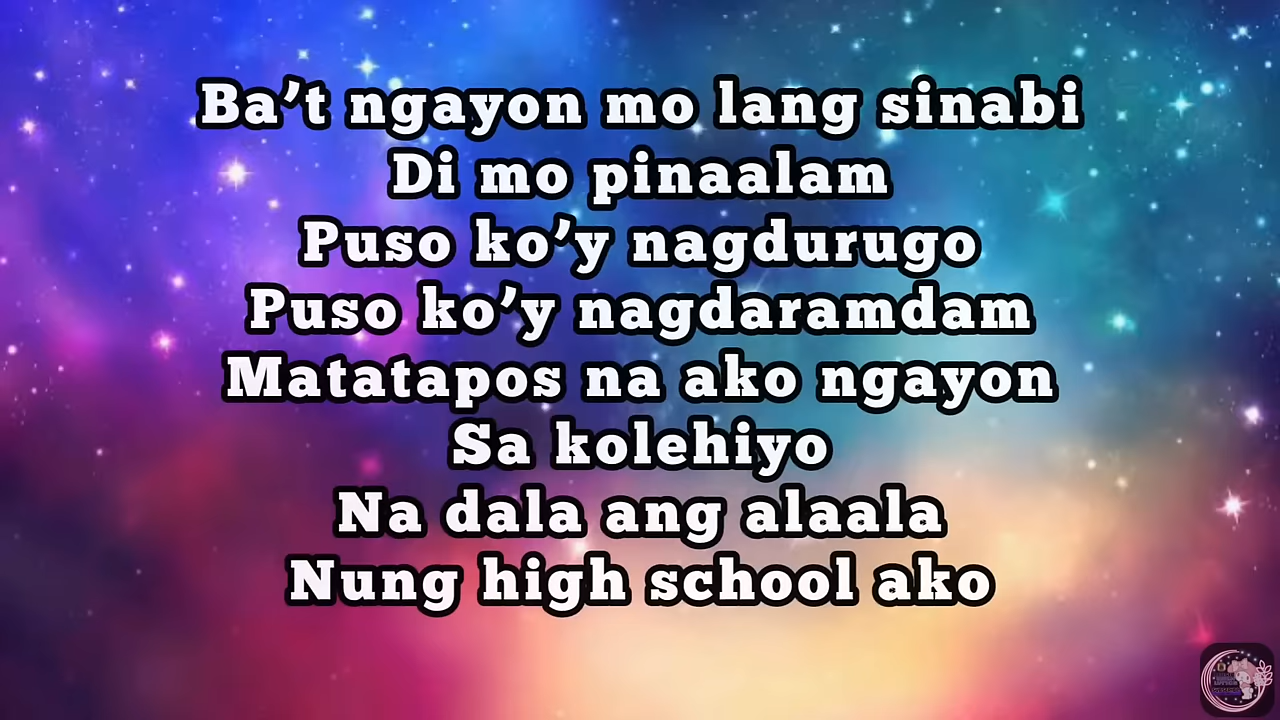 Ba’t ngayon mo lang sinabi
Di mo pinaalam
Puso ko’y nagdurugo
Puso ko’y nagdaramdam
Matatapos na ako ngayon
Sa kolehiyo
Na dala ang alaala
Nung high school ako